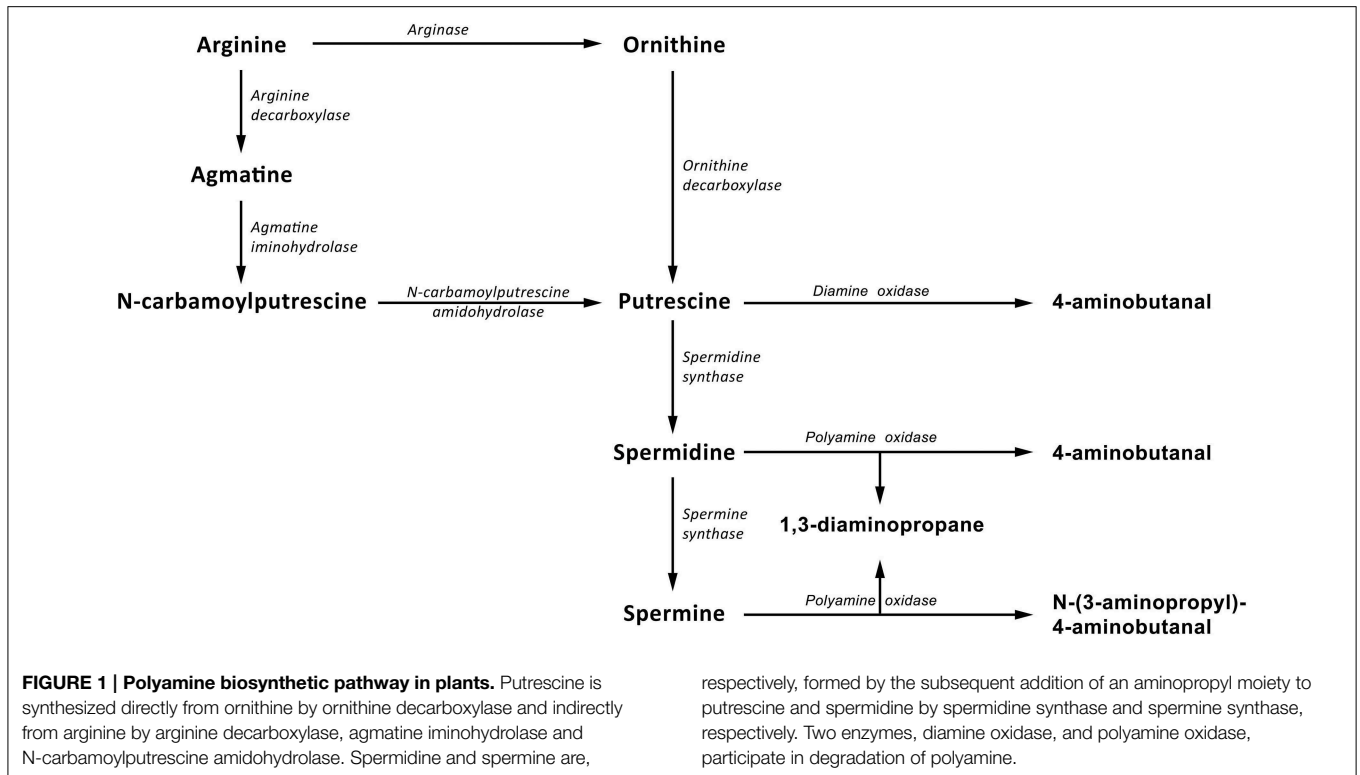 Arginine
Arginase
Ornithine
Arginine
decarboxylase
Agmatine
Ornithine
decarboxylase
Agmatine
iminohydrolase
N-carbamoylputrescine
N-carbamoylputrescine
amidohydrolase
Putrescine
Diamine oxidase
4-aminobutanal
Spermidine
synthase
Spermidine
Polyamine oxidase
4-aminobutanal
Spermine
synthase
1,3-diaminopropane
Spermine
Polyamine oxidase
N-(3-aminopropyl)-
4-aminobutanal
FIGURE 1 | Polyamine biosynthetic pathway in plants. Putrescine is
synthesized directly from ornithine by ornithine decarboxylase and indirectly
from arginine by arginine decarboxylase, agmatine iminohydrolase and
N-carbamoylputrescine amidohydrolase. Spermidine and spermine are,
respectively, formed by the subsequent addition of an aminopropyl moiety to
putrescine and spermidine by spermidine synthase and spermine synthase,
respectively. Two enzymes, diamine oxidase, and polyamine oxidase,
participate in degradation of polyamine.